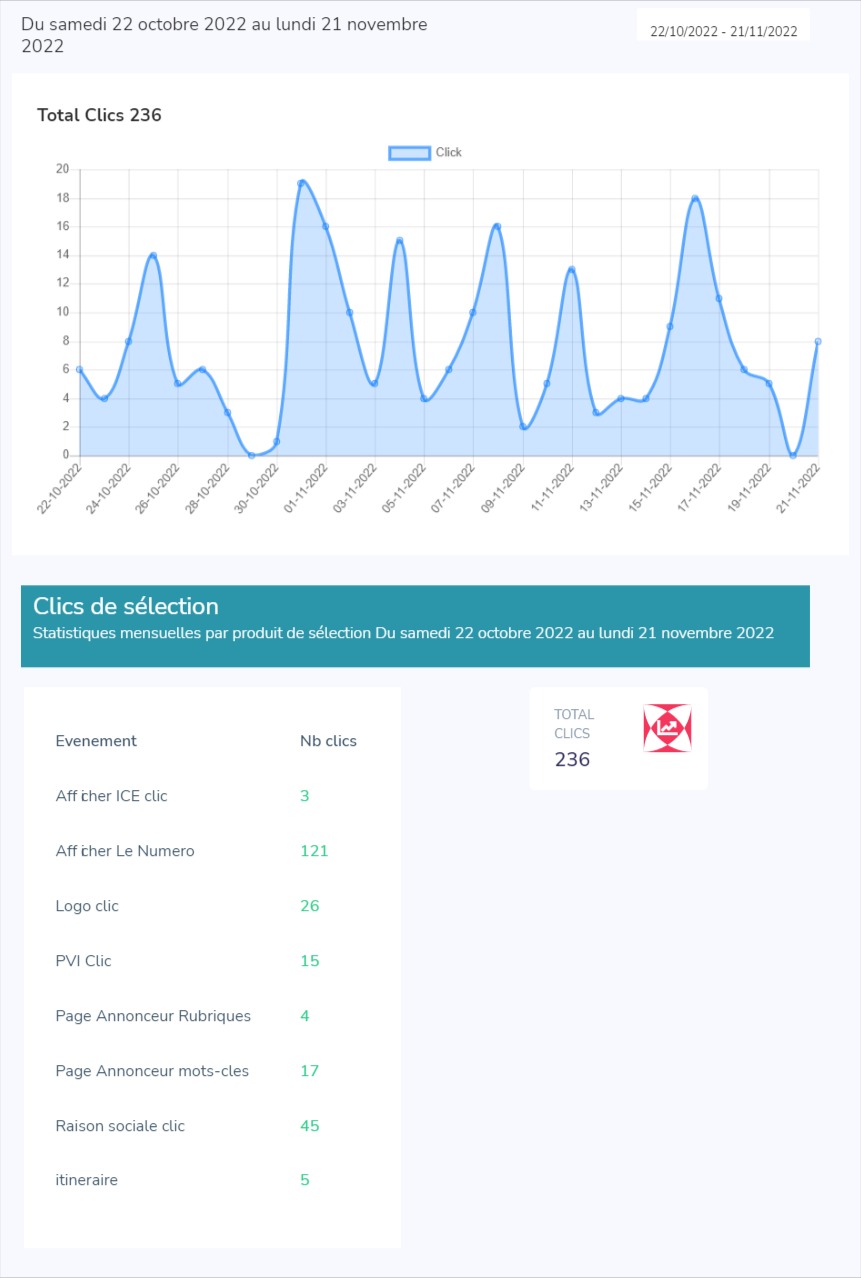 Du samedi 22 octobre 2022 au lundi 21 novembre
2022
22/10/2022 - 21/11/2022
Total Clics 236
Click
20
18
16
14
12
10
8
6
4
2
0
22-10-2022
24-10-2022
26-10-2022
28-10-2022
30-10-2022
01-11-2022
03-11-2022
05-11-2022
07-11-2022
09-11-2022
11-11-2022
13-11-2022
15-11-2022
17-11-2022
19-11-2022
21-11-2022
Clics de sélection
Statistiques mensuelles par produit de sélection Du samedi 22 octobre 2022 au lundi 21 novembre 2022
TOTAL
CLICS
236
Evenement Nb clics
Afficher ICE clic 3
Afficher Le Numero 121
Logo clic 26
PVI Clic 15
Page Annonceur Rubriques 4
Page Annonceur mots-cles 17
Raison sociale clic 45
itineraire 5